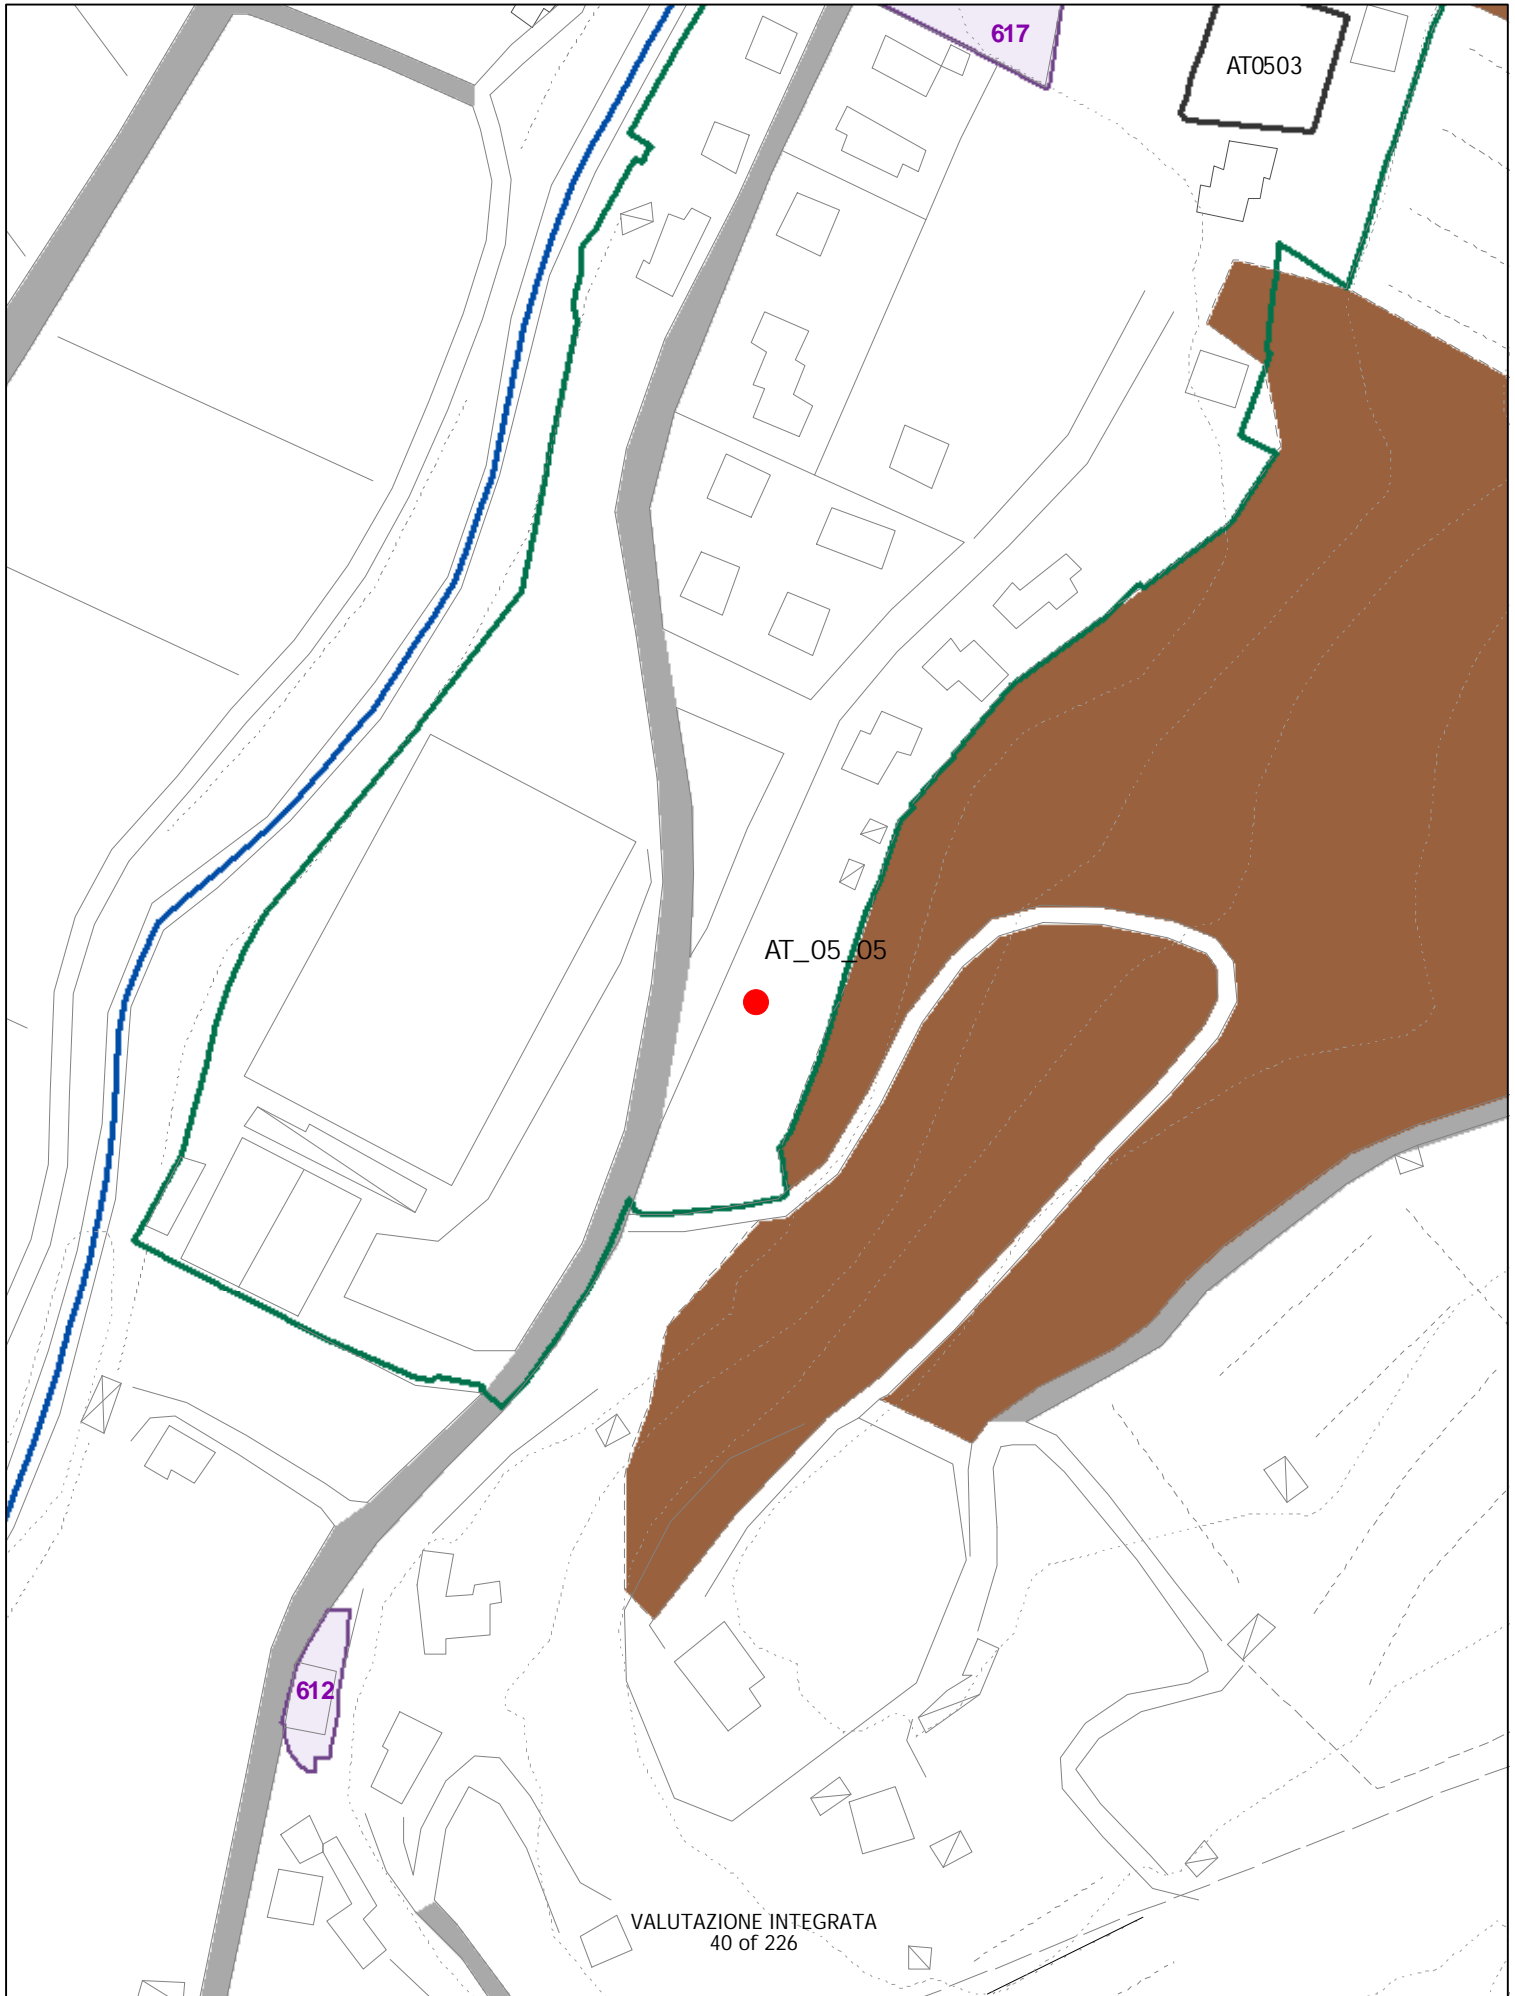 617
AT0503
AT_05_05
612
VALUTAZIONE INTEGRATA
40 of 226